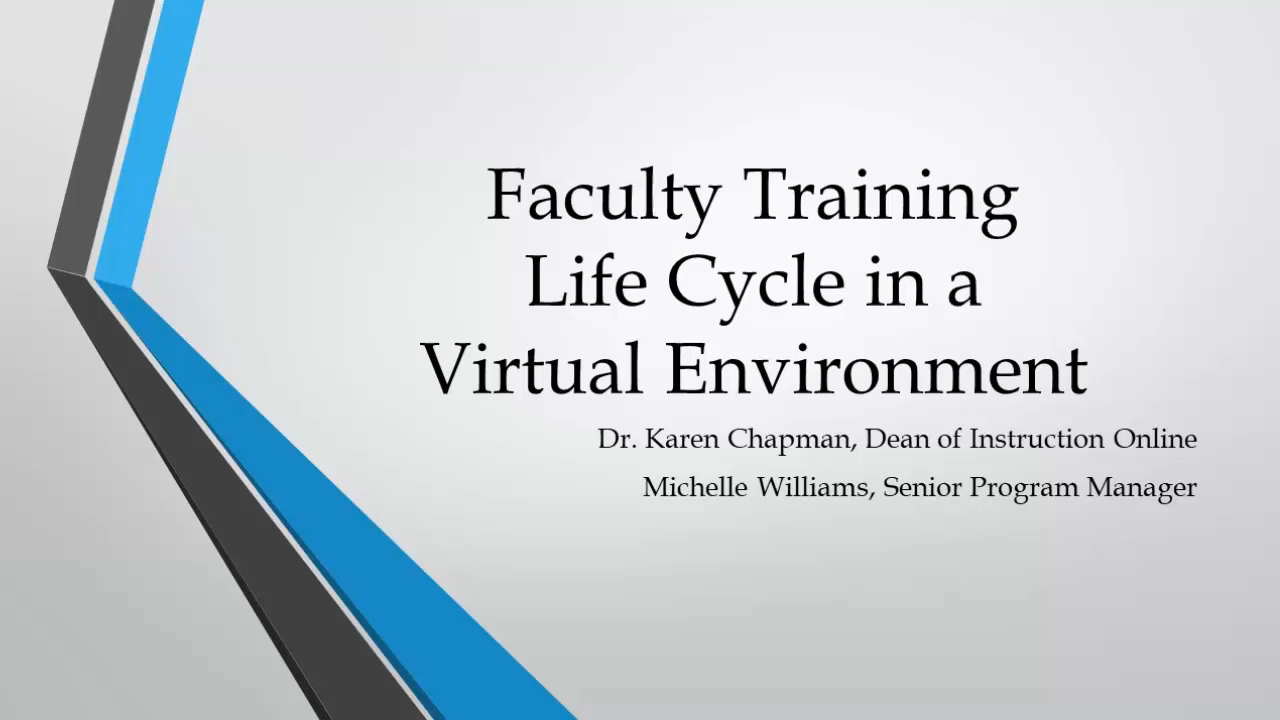 Faculty Training
Life Cycle in a
Virtual Environment
Dr. Karen Chapman, Dean of Instruction Online
Michelle Williams, Senior Program Manager